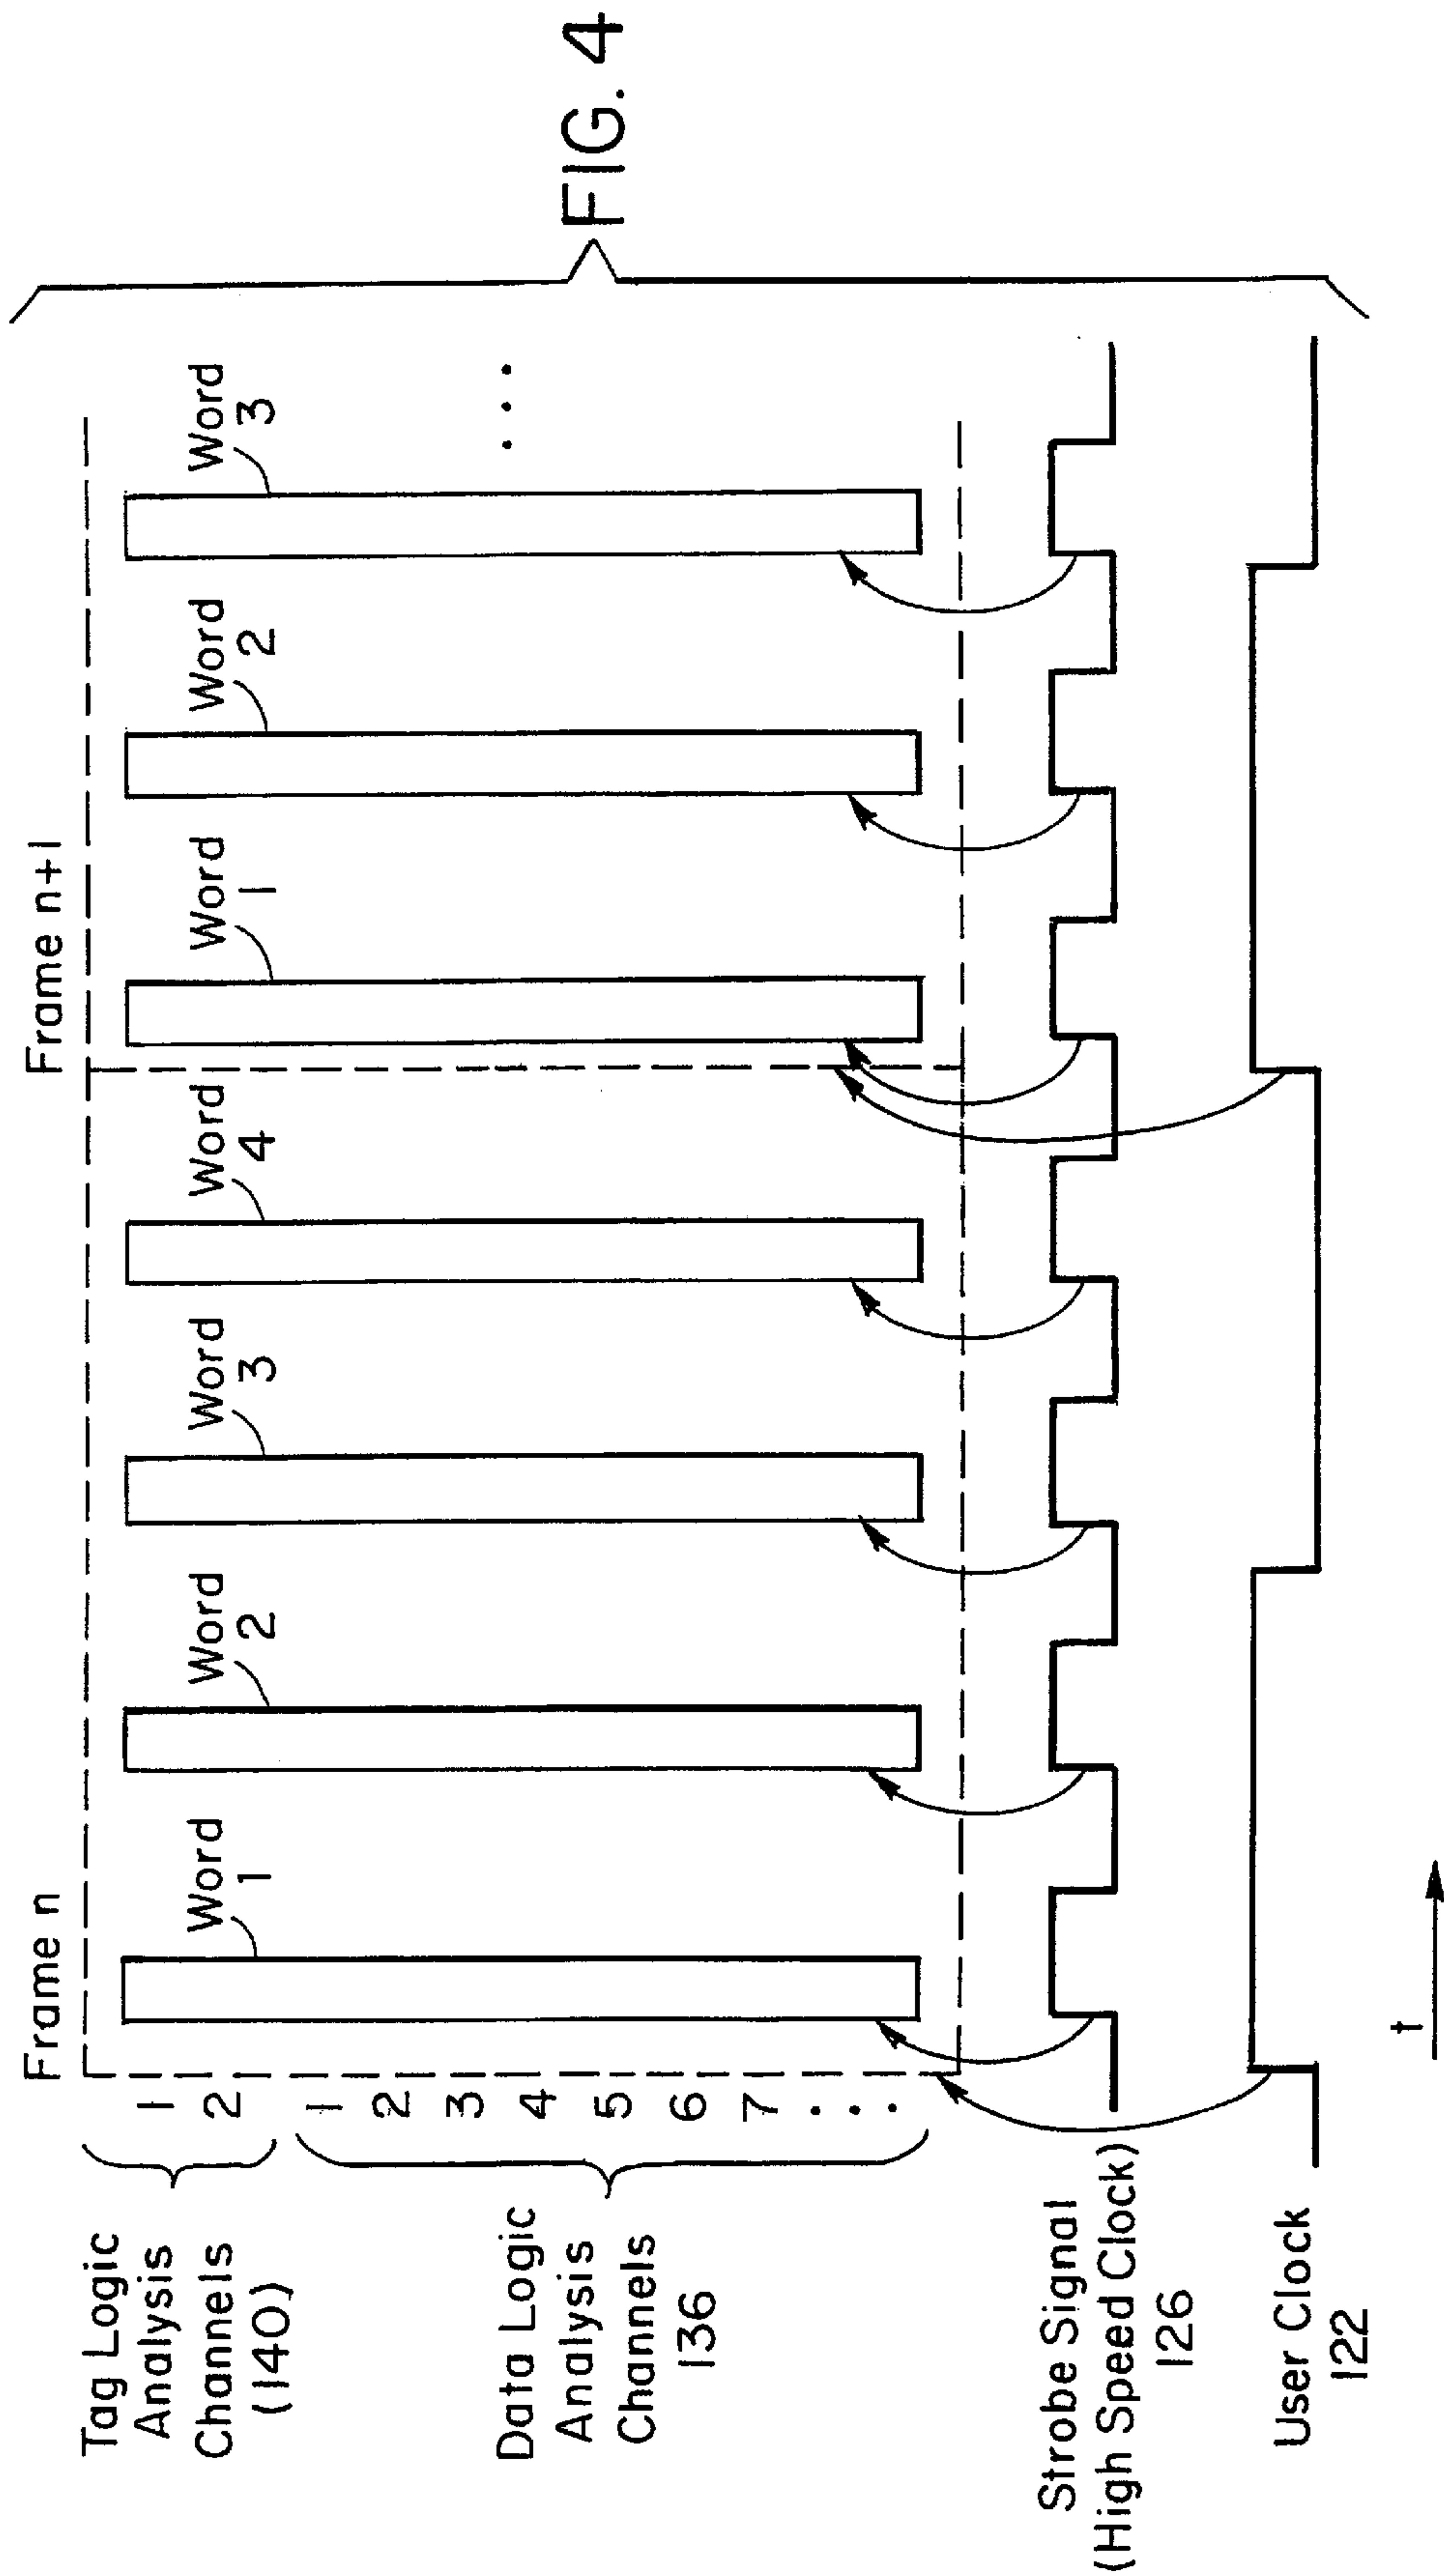 Frame n
Frame n+1
Tag Logic
Analysis
Channels
(140)
1
2
Data Logic
Analysis
Channels
136
1
2
3
4
5
6
7
Word
1
Word
2
Word
3
Word
4
Word
1
Word
2
Word
3
. . .
Strobe Signal
(High Speed Clock)
126
User Clock
122
t
FIG. 4